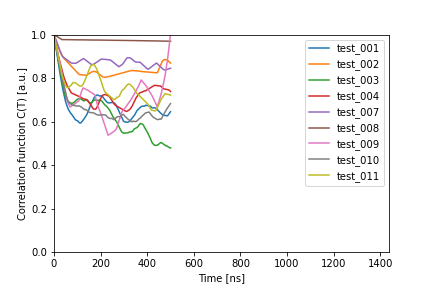 1.0
0.8
0.6
0.4
0.2
0.0
Correlation function C(T) [a.u.]
0
200
400
600
800
1000
1200
1400
Time [ns]
test_001
test_002
test_003
test_004
test_007
test_008
test_009
test_010
test_011